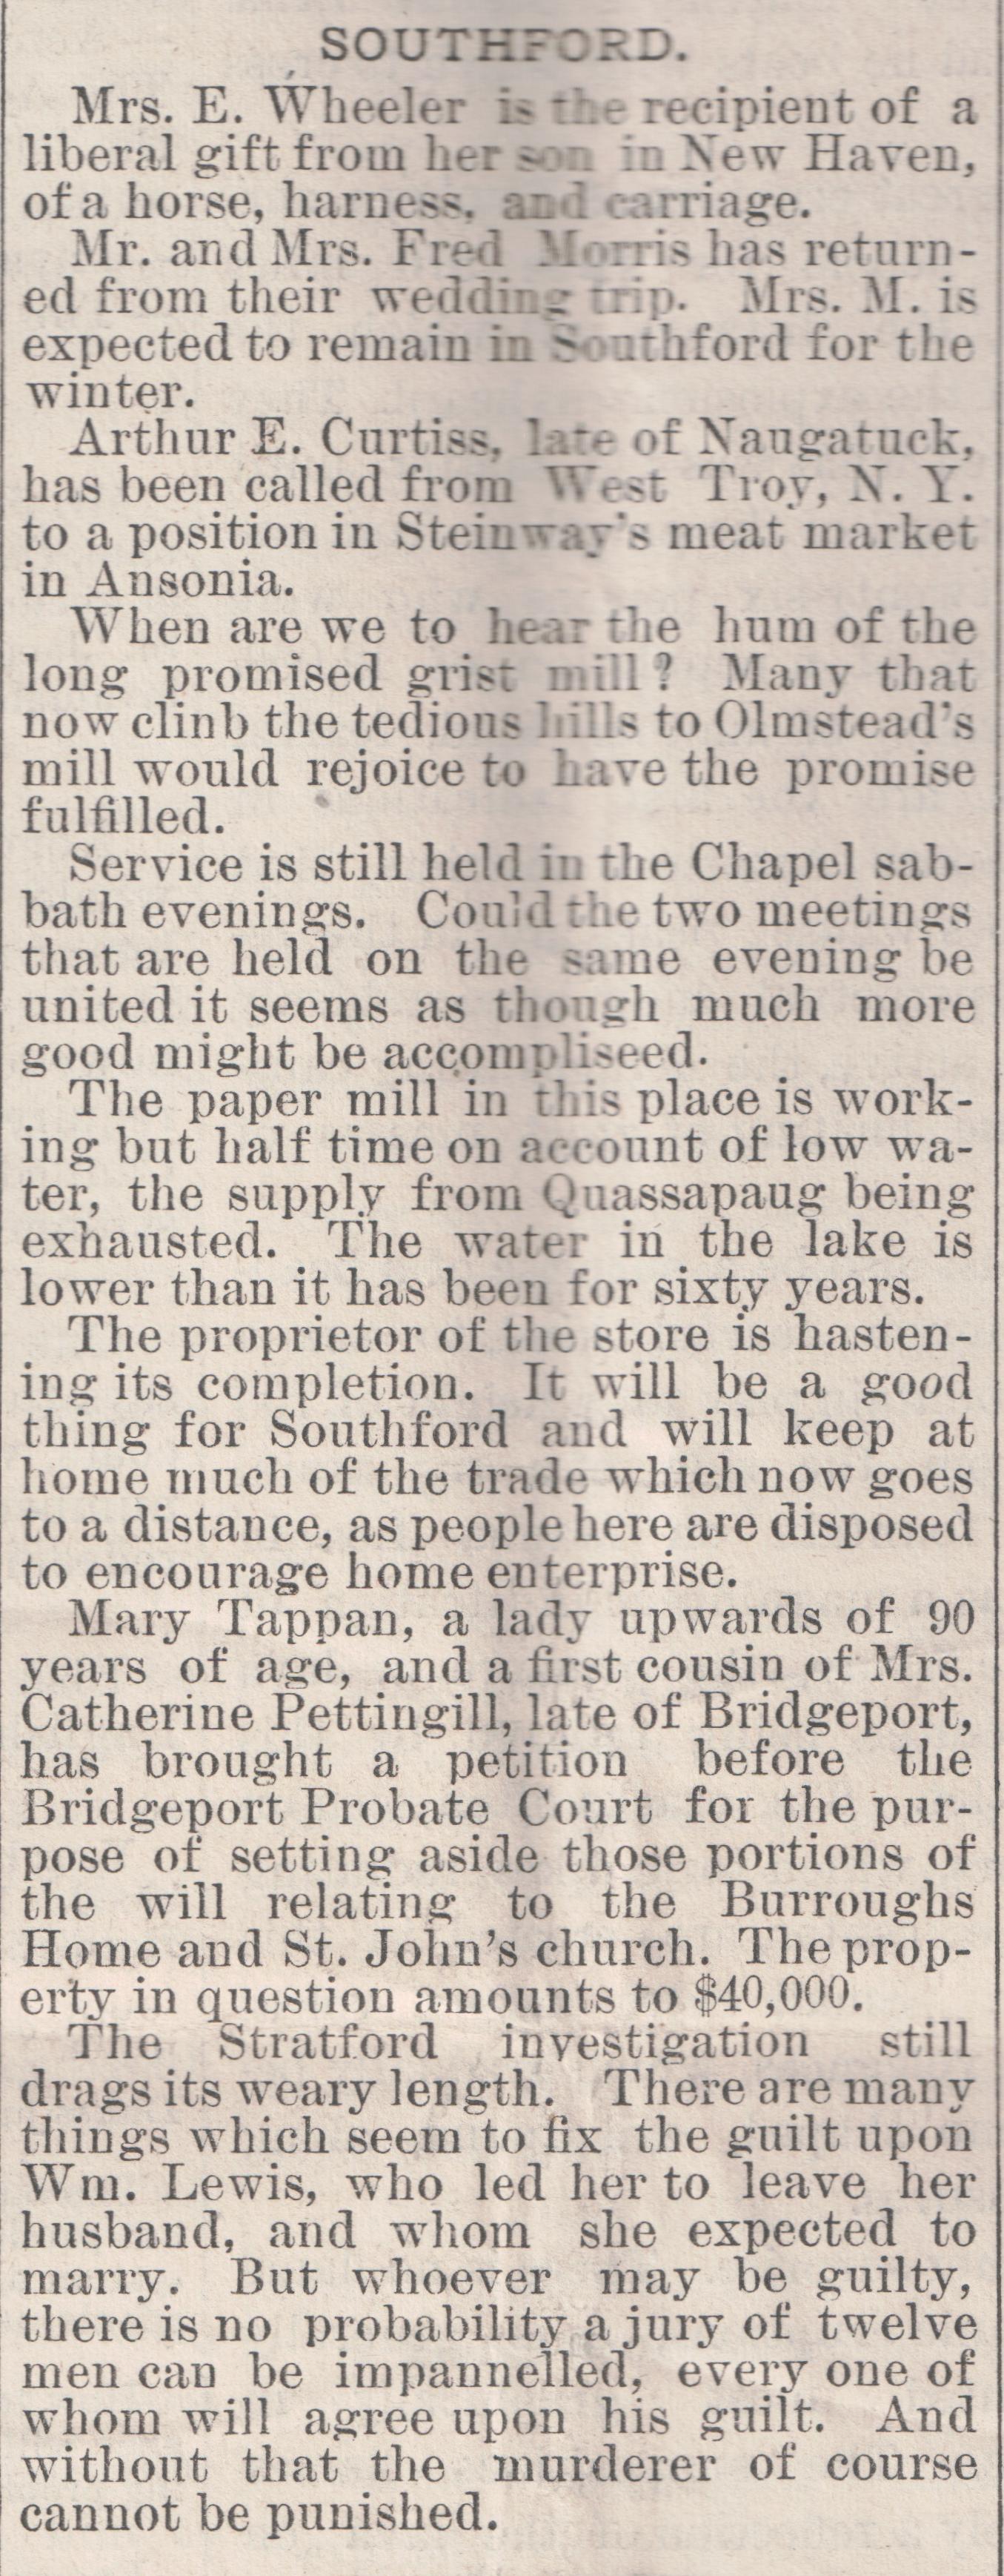 SOUTHFORD.
Mrs. E. Wheeler is the recipient of a
liberal gift from her son in New Haven,
of a horse, harness, and carriage.
Mr. and Mrs. Fred Morris has return-
ed from their wedding trip. Mrs. M. is
expected to remain in Southford for the
winter.
Arthur E. Curtiss, late of Naugatuck,
has been called from West Troy, N. Y.
to a position in Steinway's meat market
in Ansonia.
When are we to hear the hum of the
long promised grist mill? Many that
now clinb the tedious hills to Olmstead's
mill would rejoice to have the promise
fulfilled.
Service is still held in the Chapel sab-
bath evenings. Could the two meetings
that are held on the same evening be
united it seems as though much more
good might be accompliseed.
The paper mill in this place is work-
ing but half time on account of low wa-
ter, the supply from Quassapaug being
exhausted. The water in the lake is
lower than it has been for sixty years.
The proprietor of the store is hasten-
ing its completion. It will be a good
thing for Southford and will keep at
home much of the trade which now goes
to a distance, as people here are disposed
to encourage home enterprise.
Mary Tappan, a lady upwards of 90
years of age, and a first cousin of Mrs.
Catherine Pettingill, late of Bridgeport,
has brought a petition before the
Bridgeport Probate Court for the pur-
pose of setting aside those portions of
the will relating to the Burroughs
Home and St. John's church. The prop-
erty in question amounts to $40,000.
The Stratford investigation still
drags its weary length. There are many
things which seem to fix the guilt upon
Wm. Lewis, who led her to leave her
husband, and whom she expected to
marry. But whoever may be guilty,
there is no probability a jury of twelve
men can be impannelled, every one of
whom will agree upon his guilt. And
without that the murderer of course
cannot be punished.